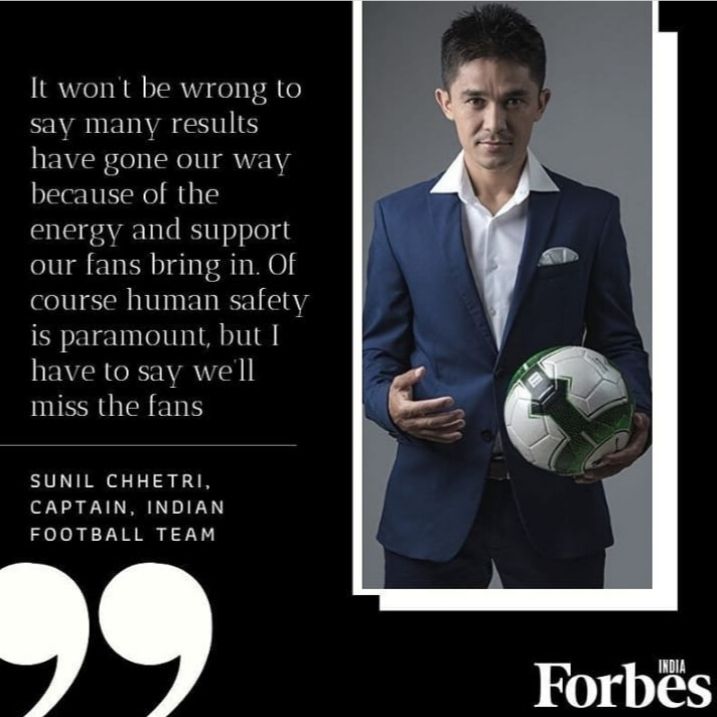 It won't be wrong to
say many results
have gone our way
because of the
energy and support
our fans bring in. Of
course human safety
is paramount, but I
have to say we'll
miss the fans
SUNIL CHHETRI,
CAPTAIN, INDIAN
FOOTBALL TEAM
”
Forbes
INDIA